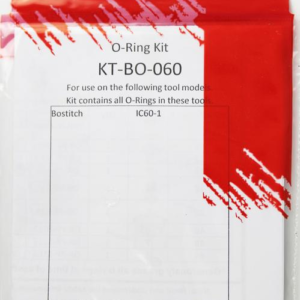 O-Ring Kit
KT-BO-060
For use on the following tool models
Kit contains all O-Rings in these tools
Bostitch IC60-1